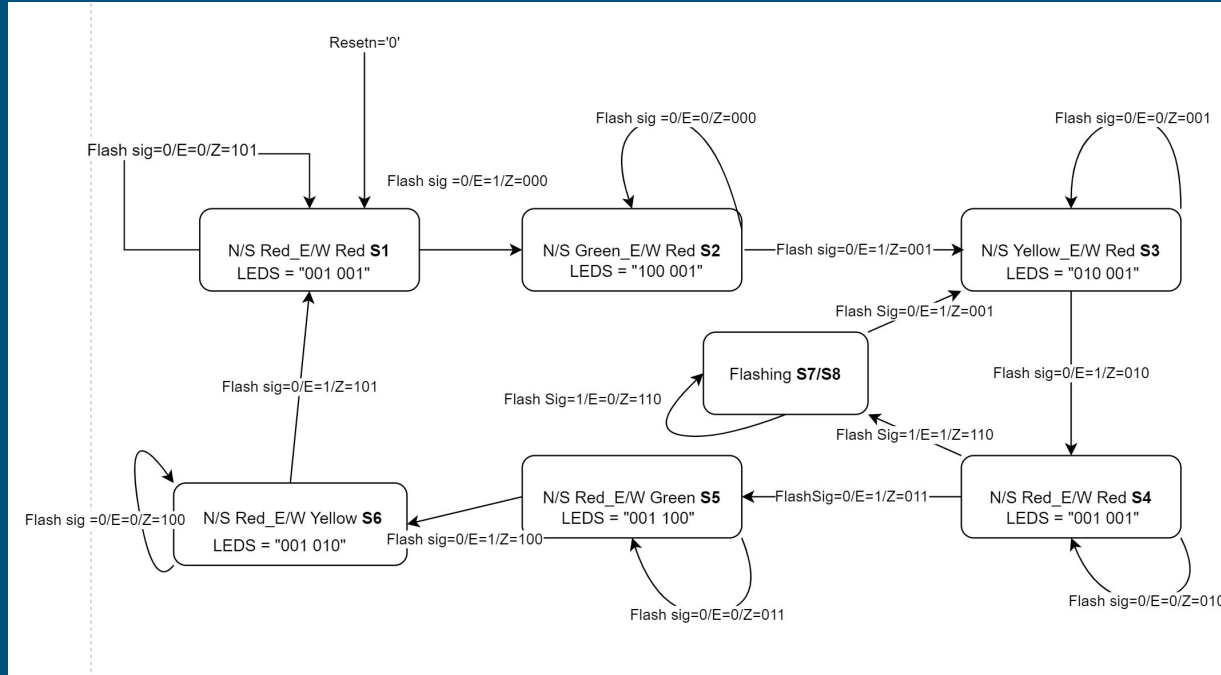 Resetn='0'
Flash sig =0/E=0/Z=000
Flash sig=0/E=0/Z=001
Flash sig=0/E=0/Z=101
Flash sig =0/E=1/Z=000
N/S Red_E/W Red S1
LEDS = "001 001"
N/S Green_E/W Red S2
LEDS = "100 001"
Flash sig=0/E=1/Z=001
N/S Yellow_E/W Red S3
LEDS = "010 001"
Flash Sig=0/E=1/Z=001
Flashing S7/S8
Flash sig=0/E=1/Z=010
Flash sig=0/E=1/Z=101
Flash Sig=1/E=0/Z=110
Flash Sig=1/E=1/Z=110
N/S Red_E/W Yellow S6
LEDS = "001 010"
N/S Red_E/W Green S5
LEDS = "001 100"
FlashSig=0/E=1/Z=011
N/S Red_E/W Red S4
LEDS = "001 001"
Flash sig =0/E=0/Z=100
Flash sig=0/E=1/Z=100
Flash sig=0/E=0/Z=011
Flash sig=0/E=0/Z=010